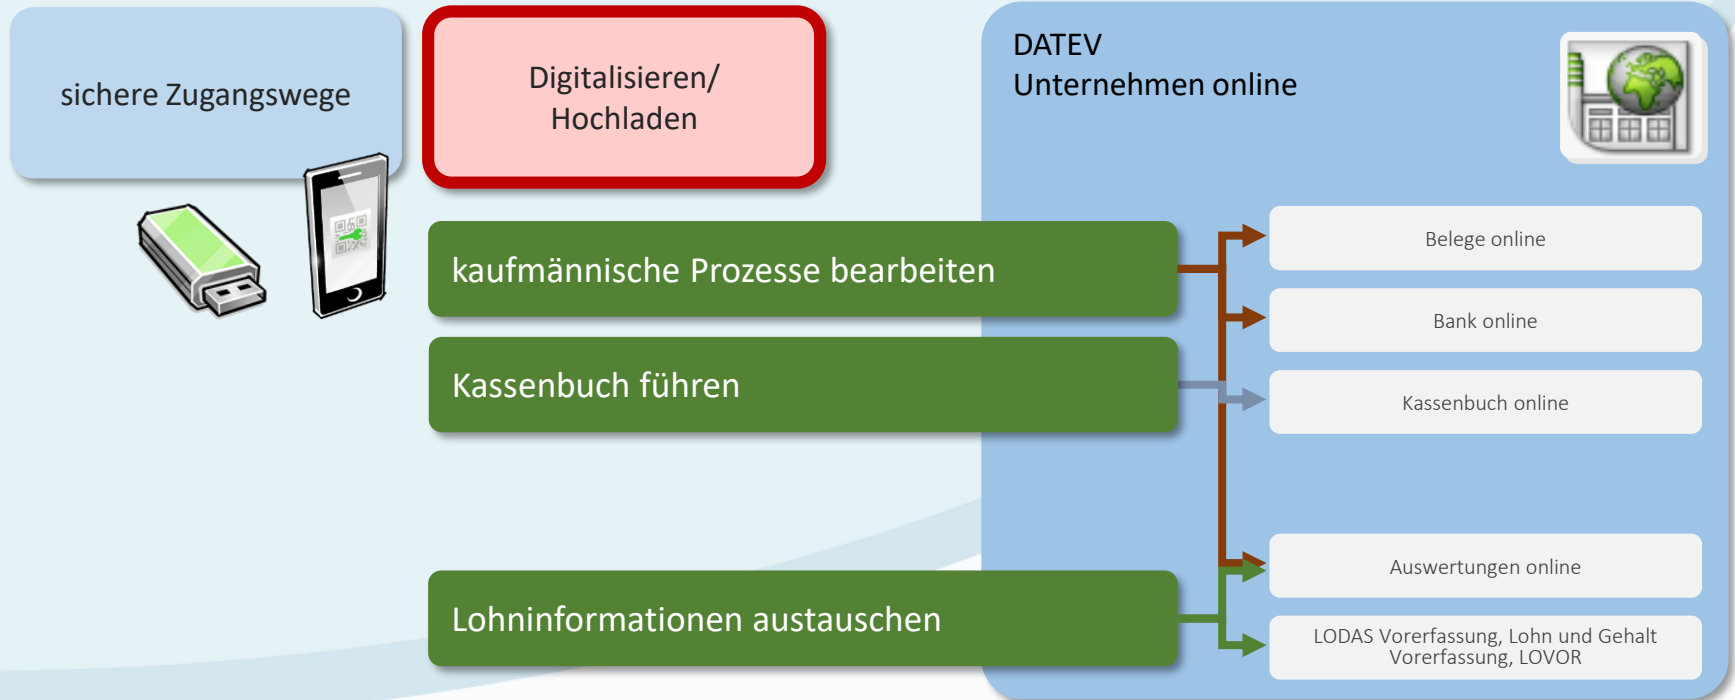 sichere Zugangswege
Digitalisieren/
Hochladen
DATEV
Unternehmen online
kaufmännische Prozesse bearbeiten
Kassenbuch führen
Lohninformationen austauschen
Belege online
Bank online
Kassenbuch online
Auswertungen online
LODAS Vorerfassung, Lohn und Gehalt
Vorerfassung, LOVOR